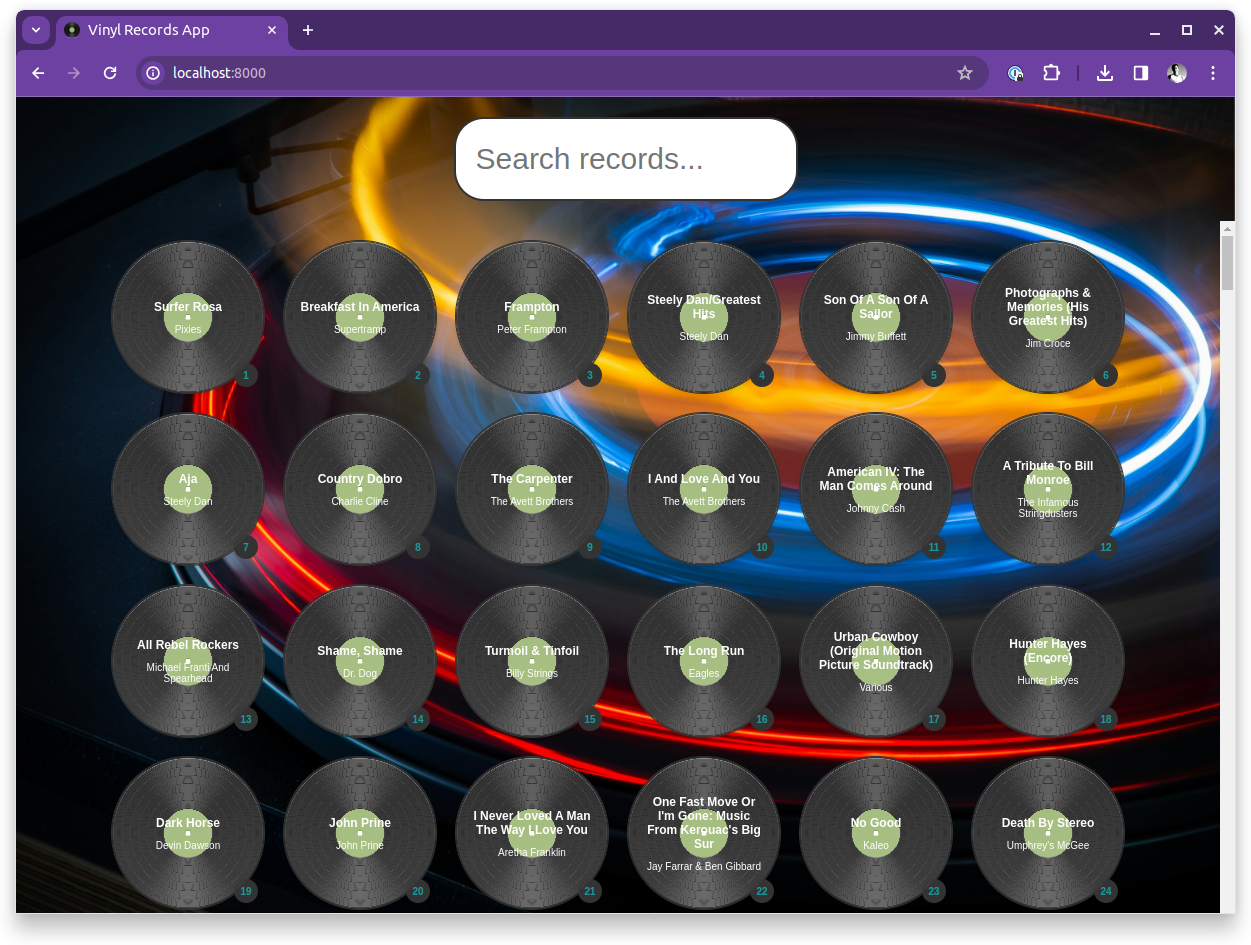 Vinyl Records App
localhost:8000
Search records...
Surfer Rosa
Pixies
1
Breakfast In America
Supertramp
2
Frampton
Peter Frampton
3
Steely Dan/Greatest
Hits
Steely Dan
4
Son Of A Son Of A
Sailor
Jimmy Buffett
5
Photographs &
Memories (His
Greatest Hits)
Jim Croce
6
Aja
Steely Dan
7
Country Dobro
Charlie Cline
8
The Carpenter
The Avett Brothers
9
I And Love And You
The Avett Brothers
10
American IV: The
Man Comes Around
Johnny Cash
11
A Tribute To Bill
Monroe
The Infamous
Stringdusters
12
All Rebel Rockers
Michael Franti And
Spearhead
13
Shame, Shame
Dr. Dog
14
Turmoil & Tinfoil
Billy Strings
15
The Long Run
Eagles
16
Urban Cowboy
(Original Motion
Picture Soundtrack)
Various
17
Hunter Hayes
(Encore)
Hunter Hayes
18
Dark Horse
Devin Dawson
19
John Prine
John Prine
20
I Never Loved A Man
The Way I Love You
Aretha Franklin
21
One Fast Move Or
I'm Gone: Music
From Kerouac's Big
Sur
Jay Farrar & Ben Gibbard
22
No Good
Kaleo
23
Death By Stereo
Umphrey's McGee
24